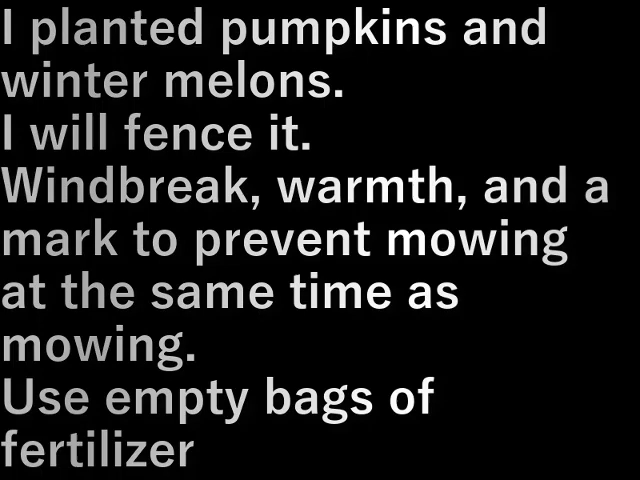 I planted pumpkins and
winter melons.
I will fence it.
Windbreak, warmth, and a
mark to prevent mowing
at the same time as
mowing.
Use empty bags of
fertilizer